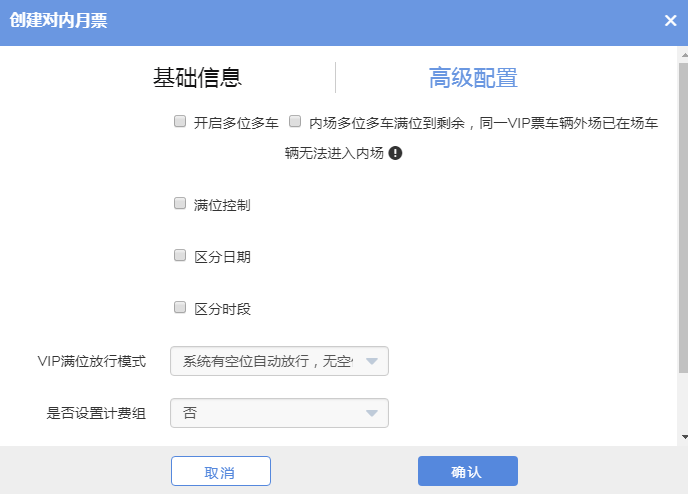 创建对内月票
基础信息
高级配置
开启多位多车
内场多位多车满位到剩余，同一VIP票车辆外场已在场车
辆无法进入内场
满位控制
区分日期
区分时段
VIP满位放行模式
系统有空位自动放行，无空
是否设置计费组
否
取消
确认